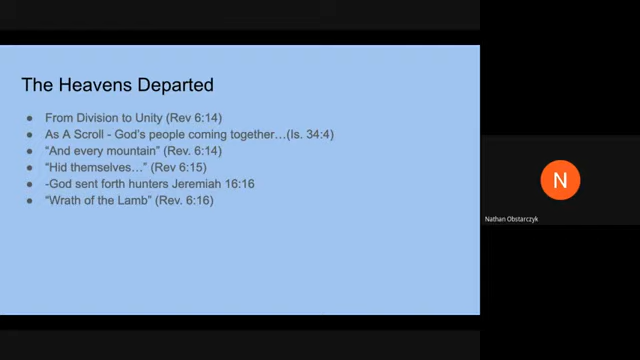 The Heavens Departed
● From Division to Unity (Rev 6:14)
● As A Scroll - God's people coming together…(Is. 34:4)
● “And every mountain” (Rev. 6:14)
● “Hid themselves…” (Rev 6:15)
● -God sent forth hunters Jeremiah 16:16
● “Wrath of the Lamb” (Rev. 6:16)
N
Nathan Obstarczyk